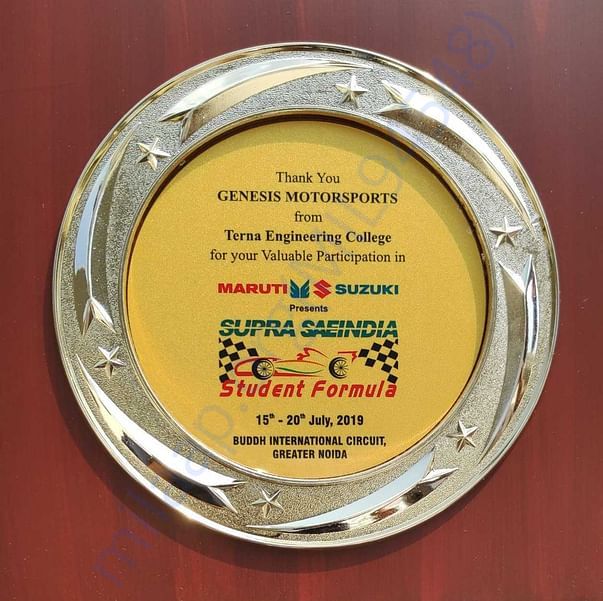 Thank You
GENESIS MOTORSPORTS
from
Terna Engineering College
for your Valuable Participation in
MARUTI SUZUKI
Presents
SUPRA SAEINDIA
Student Formula
15th - 20th July, 2019
BUDDH INTERNATIONAL CIRCUIT,
GREATER NOIDA